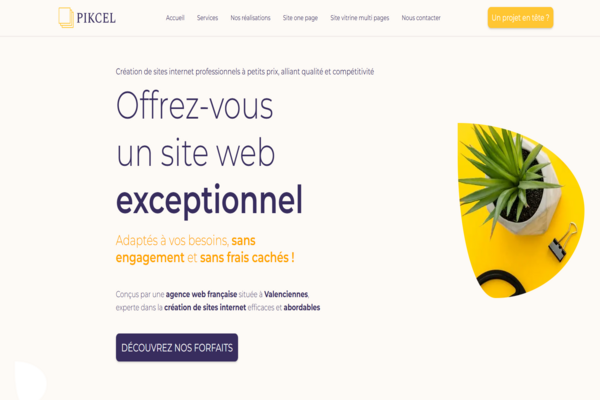 PIKCEL
Accueil
Services
Nos réalisations
Site one page
Site vitrine multi pages
Nous contacter
Un projet en tête ?
Création de sites internet professionnels à petits prix, alliant qualité et compétitivité
Offrez-vous
un site web
exceptionnel
Adaptés à vos besoins, sans
engagement et sans frais cachés !
Conçus par une agence web française située à Valenciennes,
experte dans la création de sites internet efficaces et abordables
DÉCOUVREZ NOS FORFAITS